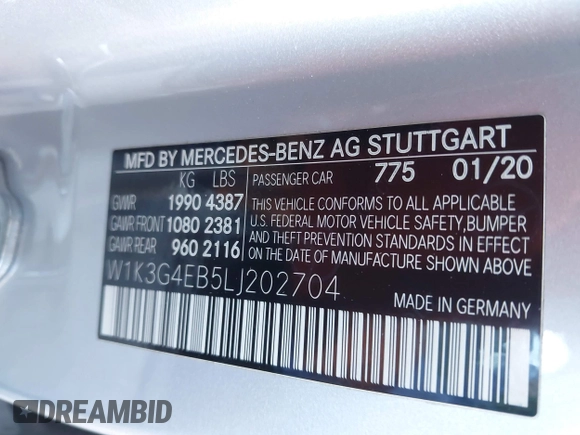 MFD BY MERCEDES-BENZ AG STUTTGART
KG LBS
PASSENGER CAR 775 01/20
GVWR 1990 4387
GAWR FRONT 1080 2381
GAWR REAR 960 2116
THIS VEHICLE CONFORMS TO ALL APPLICABLE
U.S. FEDERAL MOTOR VEHICLE SAFETY,BUMPER
AND THEFT PREVENTION STANDARDS IN EFFECT
ON THE DATE OF MANUFACTURE SHOWN ABOVE.
W1K3G4EB5LJ202704
MADE IN GERMANY
DREAMBID